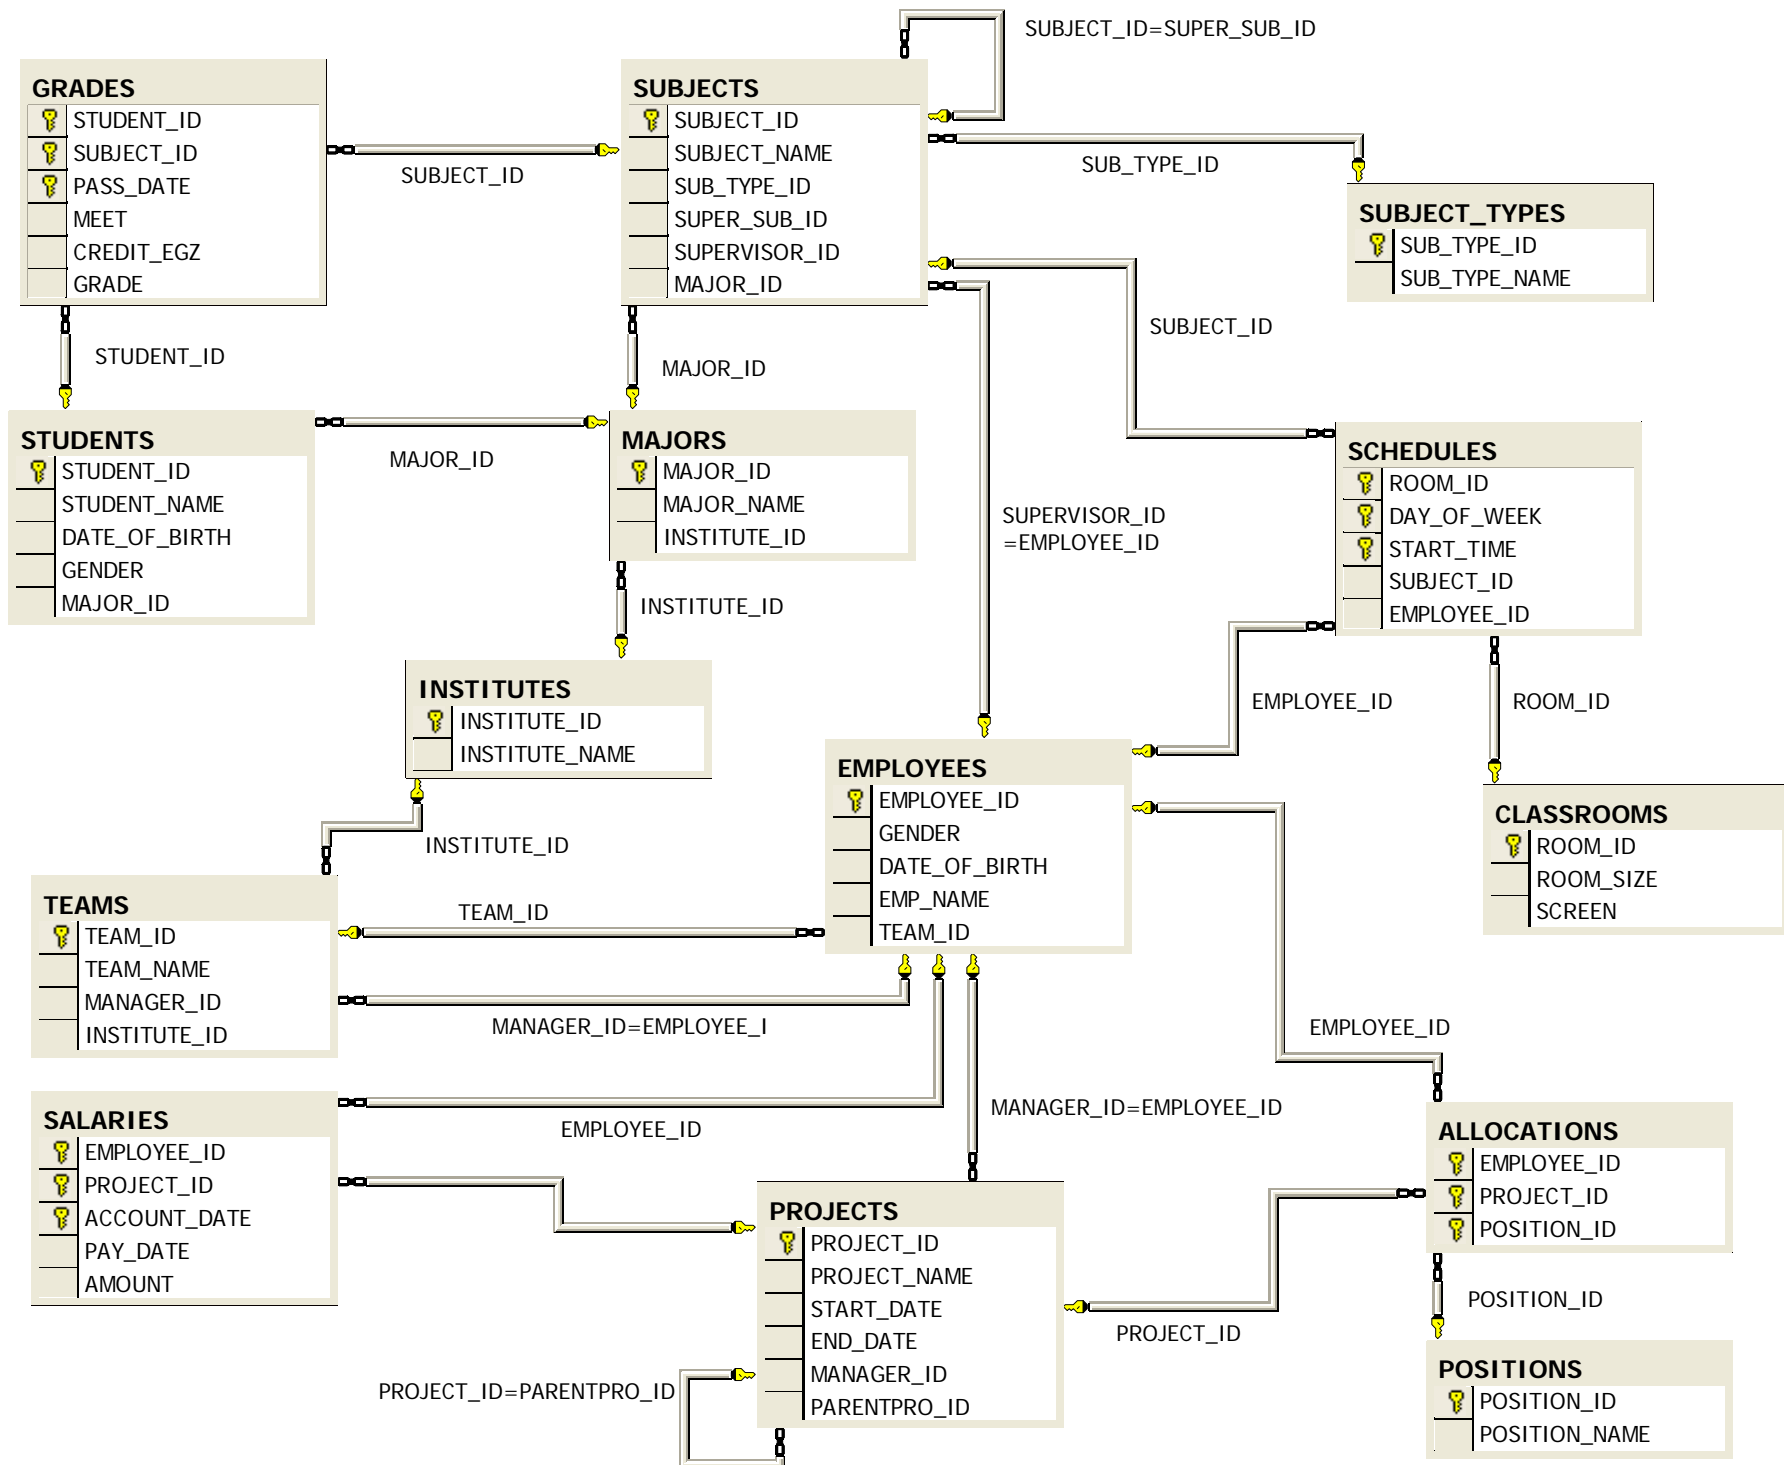 SUBJECT_ID=SUPER_SUB_ID
GRADES
STUDENT_ID
SUBJECT_ID
PASS_DATE
MEET
CREDIT_EGZ
GRADE
SUBJECT_ID
SUBJECTS
SUBJECT_ID
SUBJECT_NAME
SUB_TYPE_ID
SUPER_SUB_ID
SUPERVISOR_ID
MAJOR_ID
SUB_TYPE_ID
SUBJECT_TYPES
SUB_TYPE_ID
SUB_TYPE_NAME
STUDENT_ID
MAJOR_ID
SUBJECT_ID
STUDENTS
STUDENT_ID
STUDENT_NAME
DATE_OF_BIRTH
GENDER
MAJOR_ID
MAJOR_ID
MAJORS
MAJOR_ID
MAJOR_NAME
INSTITUTE_ID
SUPERVISOR_ID
=EMPLOYEE_ID
SCHEDULES
ROOM_ID
DAY_OF_WEEK
START_TIME
SUBJECT_ID
EMPLOYEE_ID
INSTITUTE_ID
INSTITUTES
INSTITUTE_ID
INSTITUTE_NAME
EMPLOYEE_ID
ROOM_ID
EMPLOYEES
EMPLOYEE_ID
GENDER
DATE_OF_BIRTH
EMP_NAME
TEAM_ID
CLASSROOMS
ROOM_ID
ROOM_SIZE
SCREEN
INSTITUTE_ID
TEAMS
TEAM_ID
TEAM_NAME
MANAGER_ID
INSTITUTE_ID
TEAM_ID
MANAGER_ID=EMPLOYEE_I
EMPLOYEE_ID
SALARIES
EMPLOYEE_ID
PROJECT_ID
ACCOUNT_DATE
PAY_DATE
AMOUNT
EMPLOYEE_ID
MANAGER_ID=EMPLOYEE_ID
ALLOCATIONS
EMPLOYEE_ID
PROJECT_ID
POSITION_ID
PROJECTS
PROJECT_ID
PROJECT_NAME
START_DATE
END_DATE
MANAGER_ID
PARENTPRO_ID
PROJECT_ID
POSITION_ID
PROJECT_ID=PARENTPRO_ID
POSITIONS
POSITION_ID
POSITION_NAME